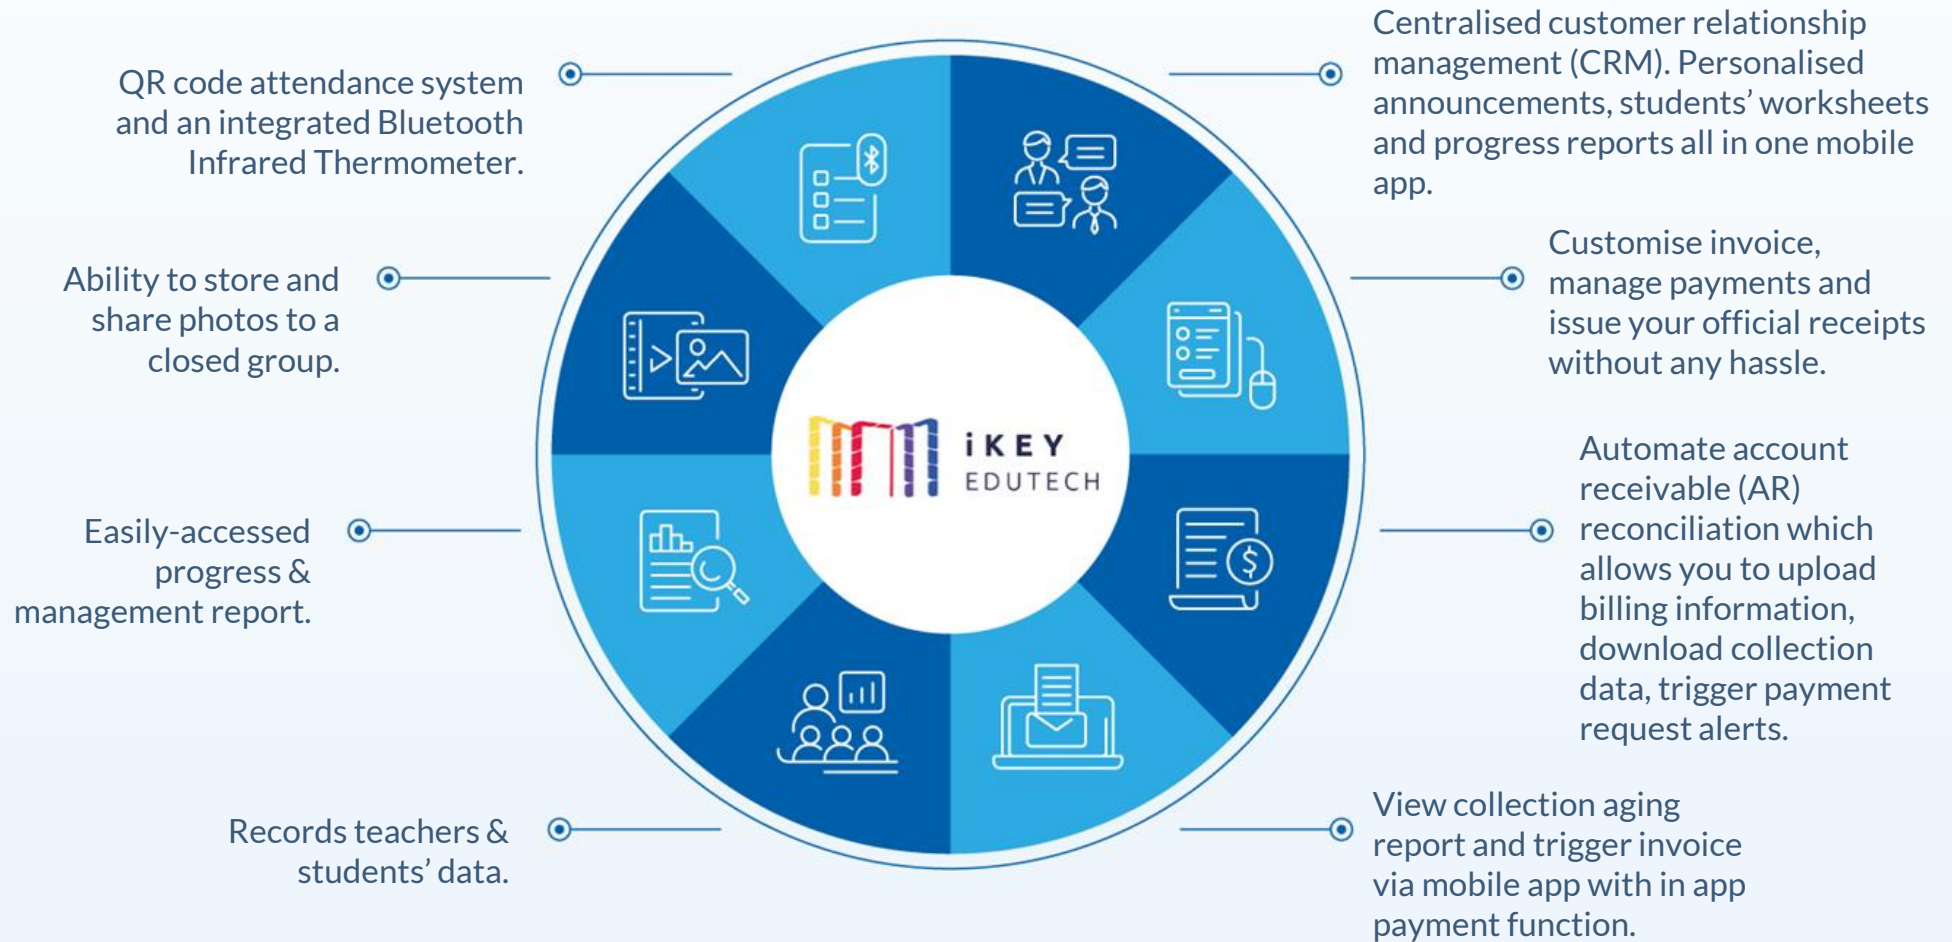 QR code attendance system
and an integrated Bluetooth
Infrared Thermometer.
Ability to store and
share photos to a
closed group.
Easily-accessed
progress &
management report.
Records teachers &
students’ data.
iKEY
EDUTECH
Centralised customer relationship
management (CRM). Personalised
announcements, students’ worksheets
and progress reports all in one mobile
app.
Customise invoice,
manage payments and
issue your official receipts
without any hassle.
Automate account
receivable (AR)
reconciliation which
allows you to upload
billing information,
download collection
data, trigger payment
request alerts.
View collection aging
report and trigger invoice
via mobile app with in app
payment function.